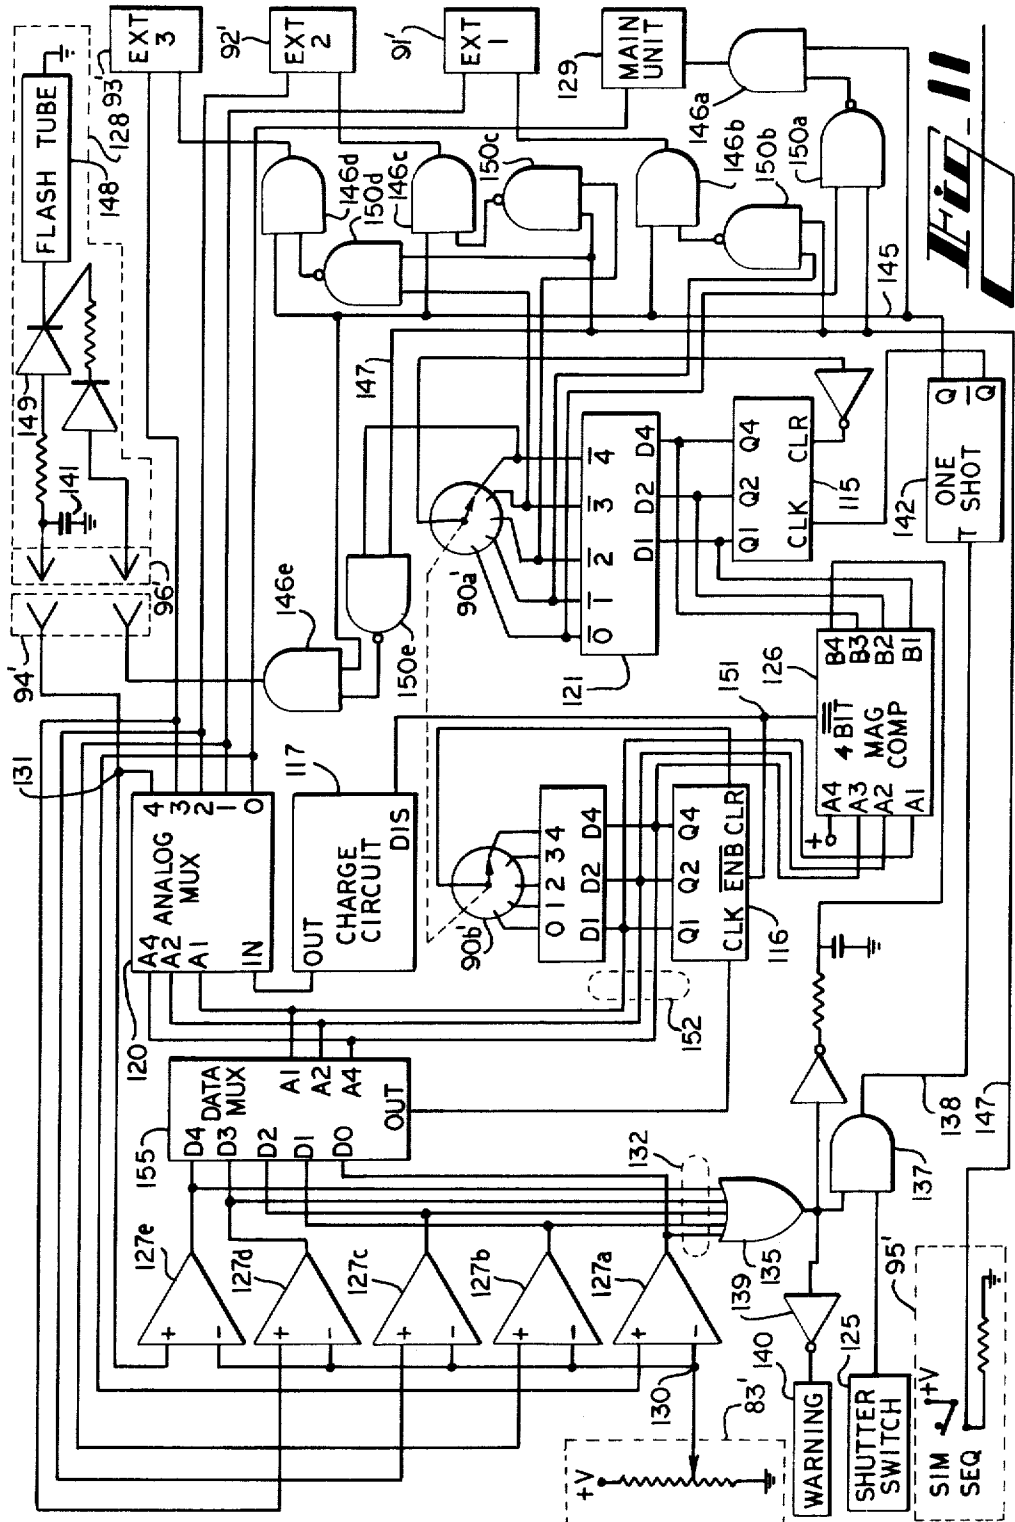 FLASH TUBE
149
141
148
128
93'
EXT
3
92'
EXT
2
91'
EXT
1
129
MAIN
UNIT
94'
96'
146e
150e
147
146d
150d
146c
150c
146b
150b
146a
150a
145
131
120
ANALOG
MUX
A4
A2
A1
IN
4
3
2
1
0
117
OUT
CHARGE
CIRCUIT
DIS
90a'
90b'
0
1
2
3
4
D1
D2
D4
121
0
1
2
3
4
D1
D2
D4
115
Q1
Q2
Q4
CLK
CLR
116
Q1
Q2
Q4
CLK
ENB
CLR
151
152
126
4 BIT
MAG
COMP
A4
A3
A2
A1
B4
B3
B2
B1
+
142
ONE
SHOT
T
Q
Q
155
DATA
MUX
D4
D3
D2
D1
D0
A1
A2
A4
OUT
127e
127d
127c
127b
127a
+
-
+
-
+
-
+
-
+
-
132
135
139
137
138
147
140
WARNING
125
SHUTTER
SWITCH
95'
SIM
SEQ
+V
130
83'
+V
Fig-11